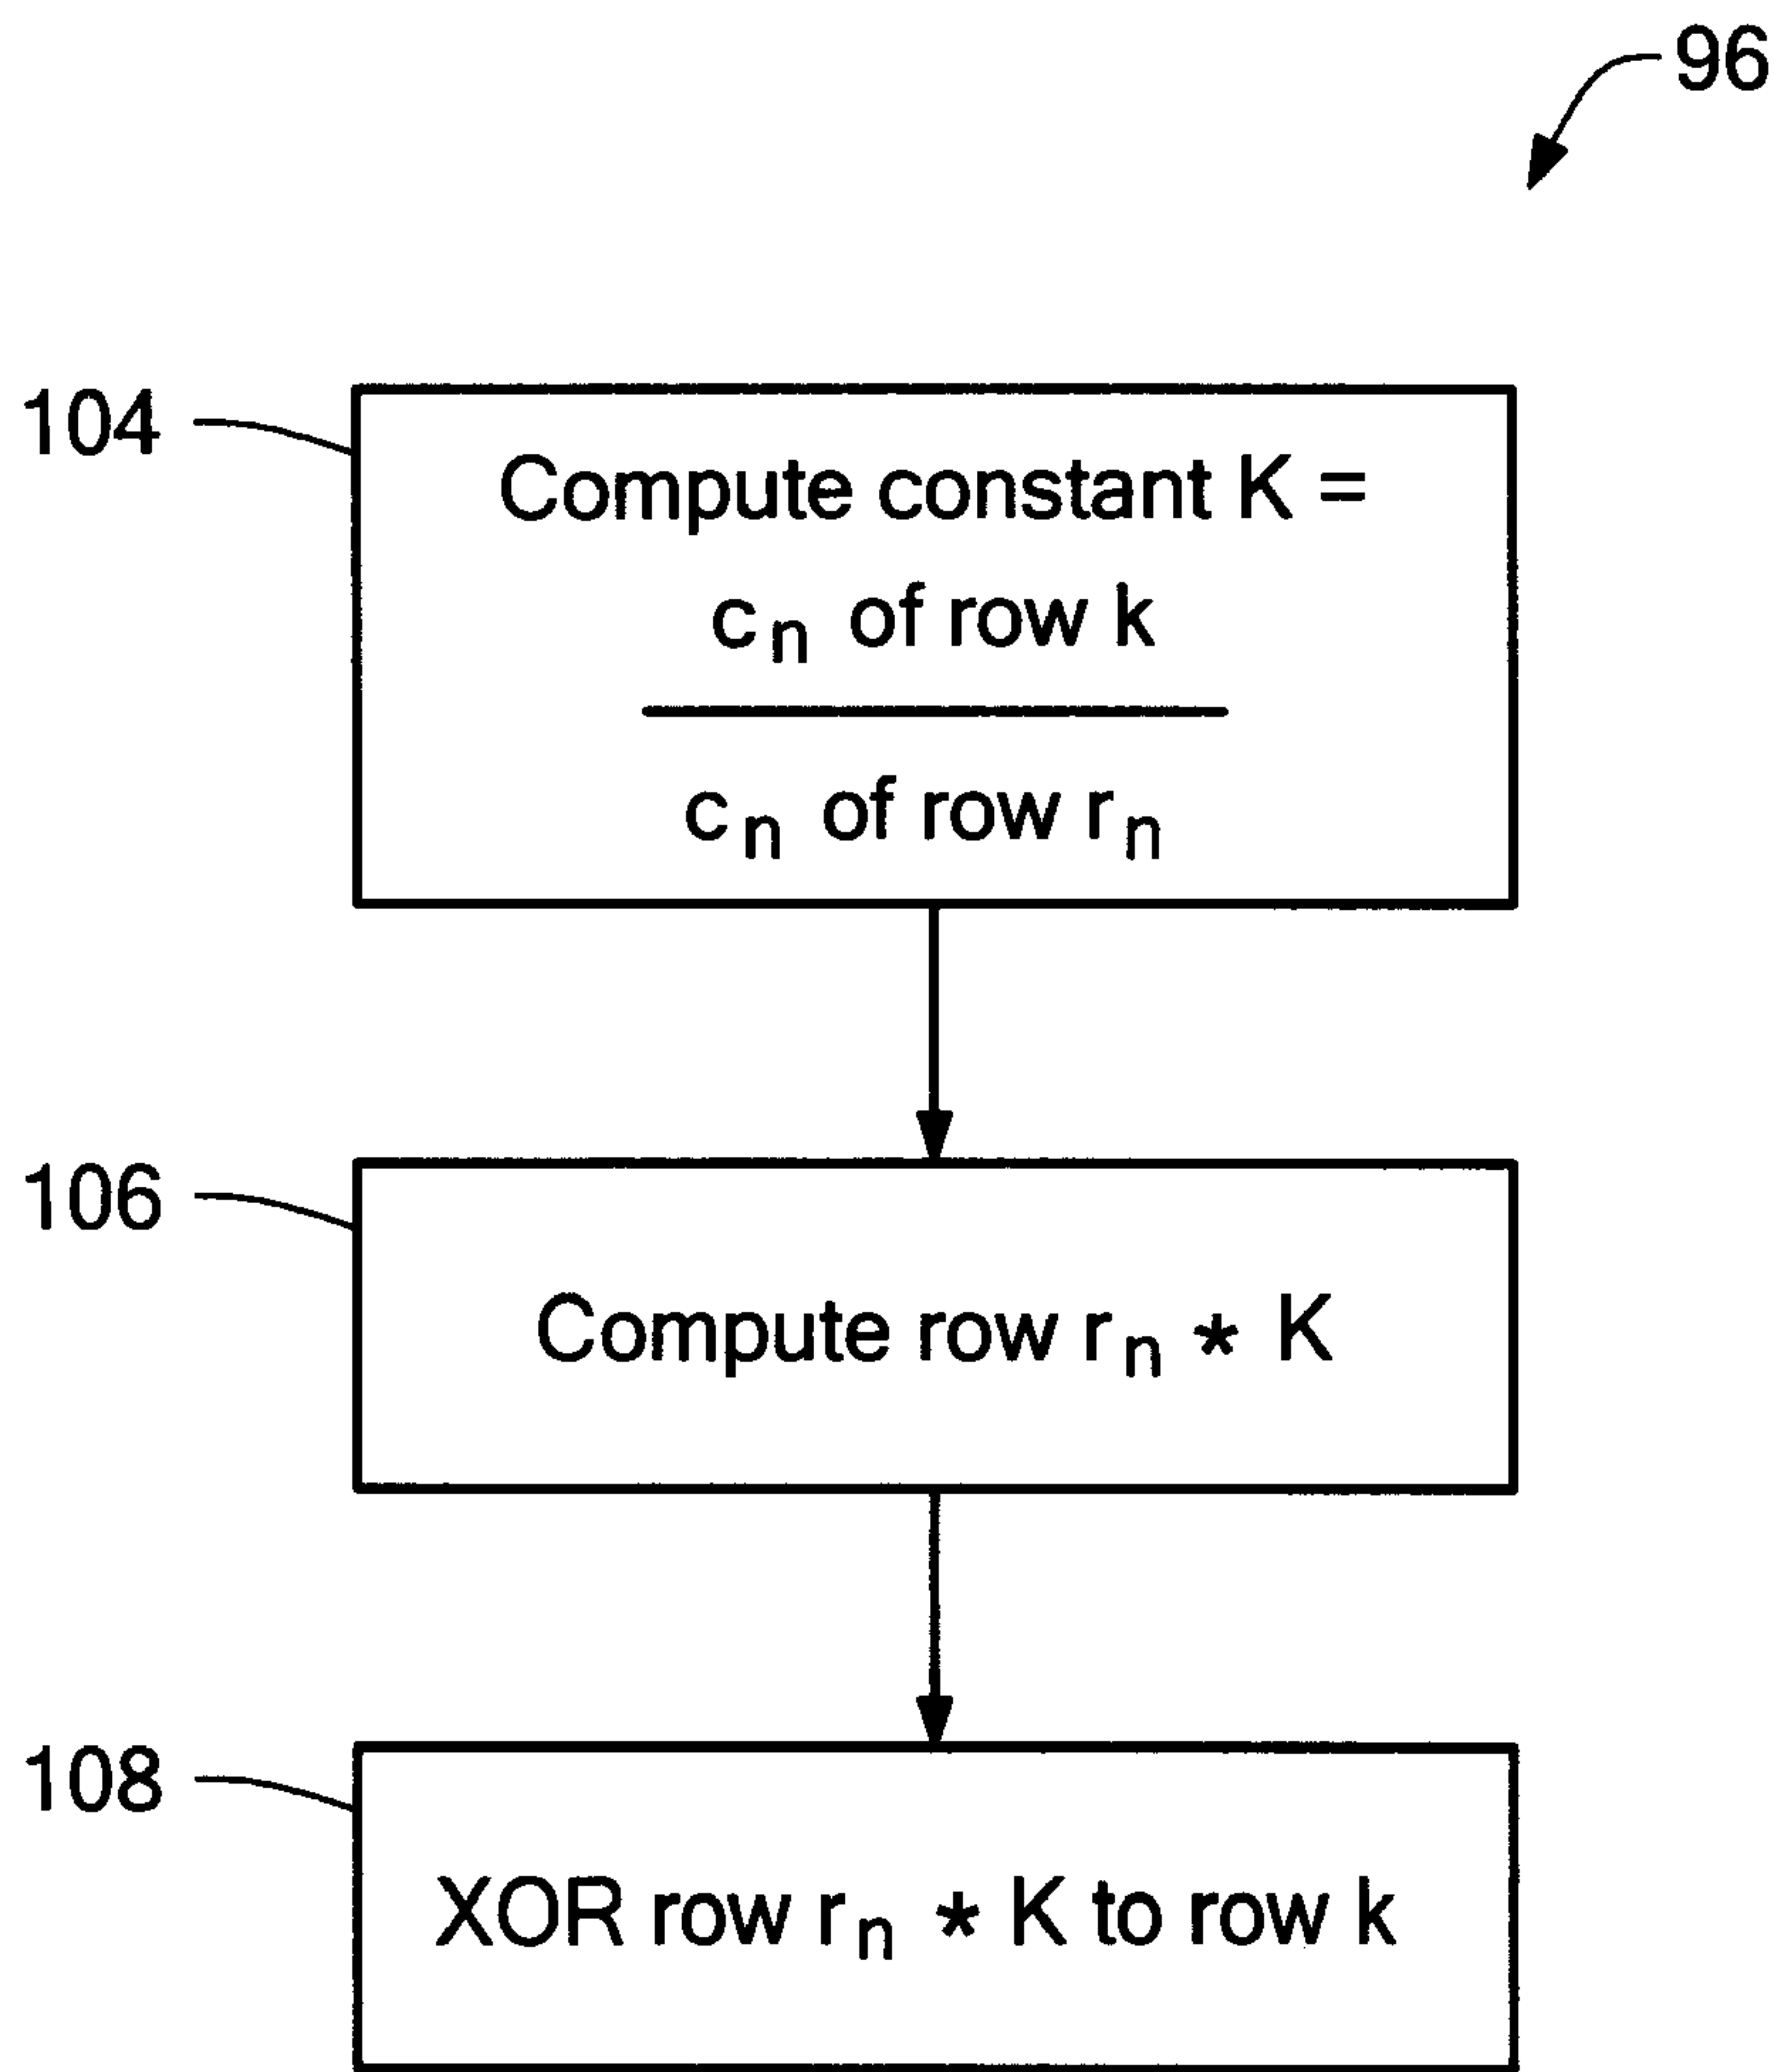 96
104
Compute constant K =
cn of row k
cn of row rn
106
Compute row rn * K
108
XOR row rn * K to row k